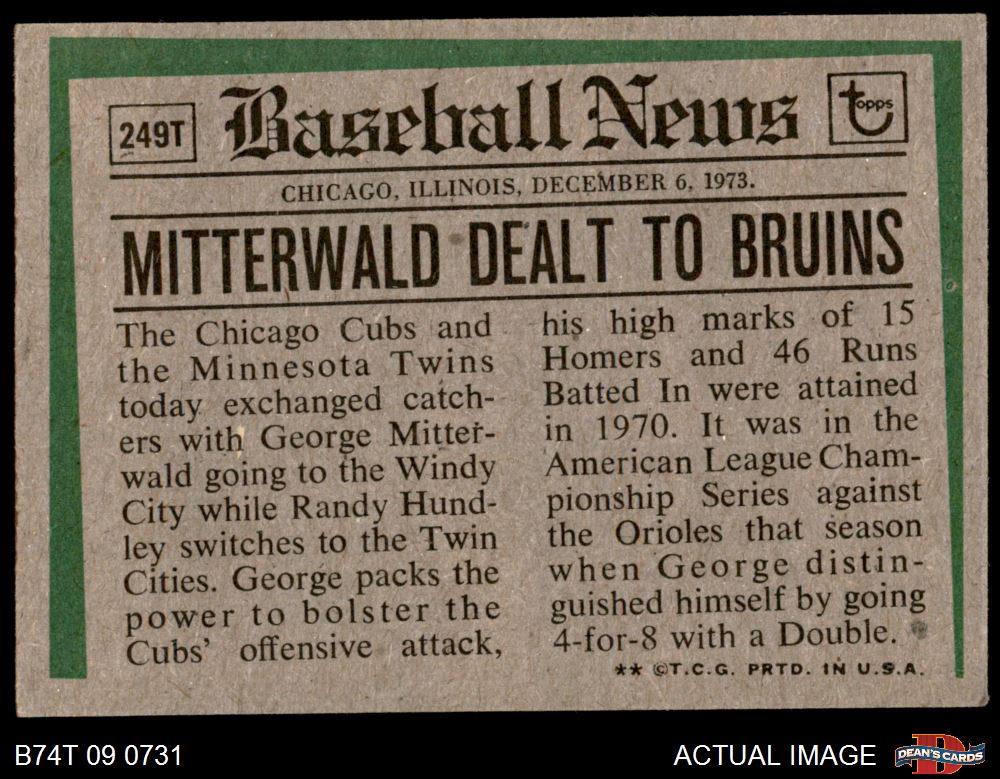 249T
Baseball News
topps
CHICAGO, ILLINOIS, DECEMBER 6, 1973.
MITTERWALD DEALT TO BRUINS
The Chicago Cubs and
the Minnesota Twins
today exchanged catch-
ers with George Mitter-
wald going to the Windy
City while Randy Hund-
ley switches to the Twin
Cities. George packs the
power to bolster the
Cubs' offensive attack,
his high marks of 15
Homers and 46 Runs
Batted In were attained
in 1970. It was in the
American League Cham-
pionship Series against
the Orioles that season
when George distin-
guished himself by going
4-for-8 with a Double.
** ©T.C.G. PRTD. IN U.S.A.
B74T 09 0731
ACTUAL IMAGE
DEAN'S CARDS